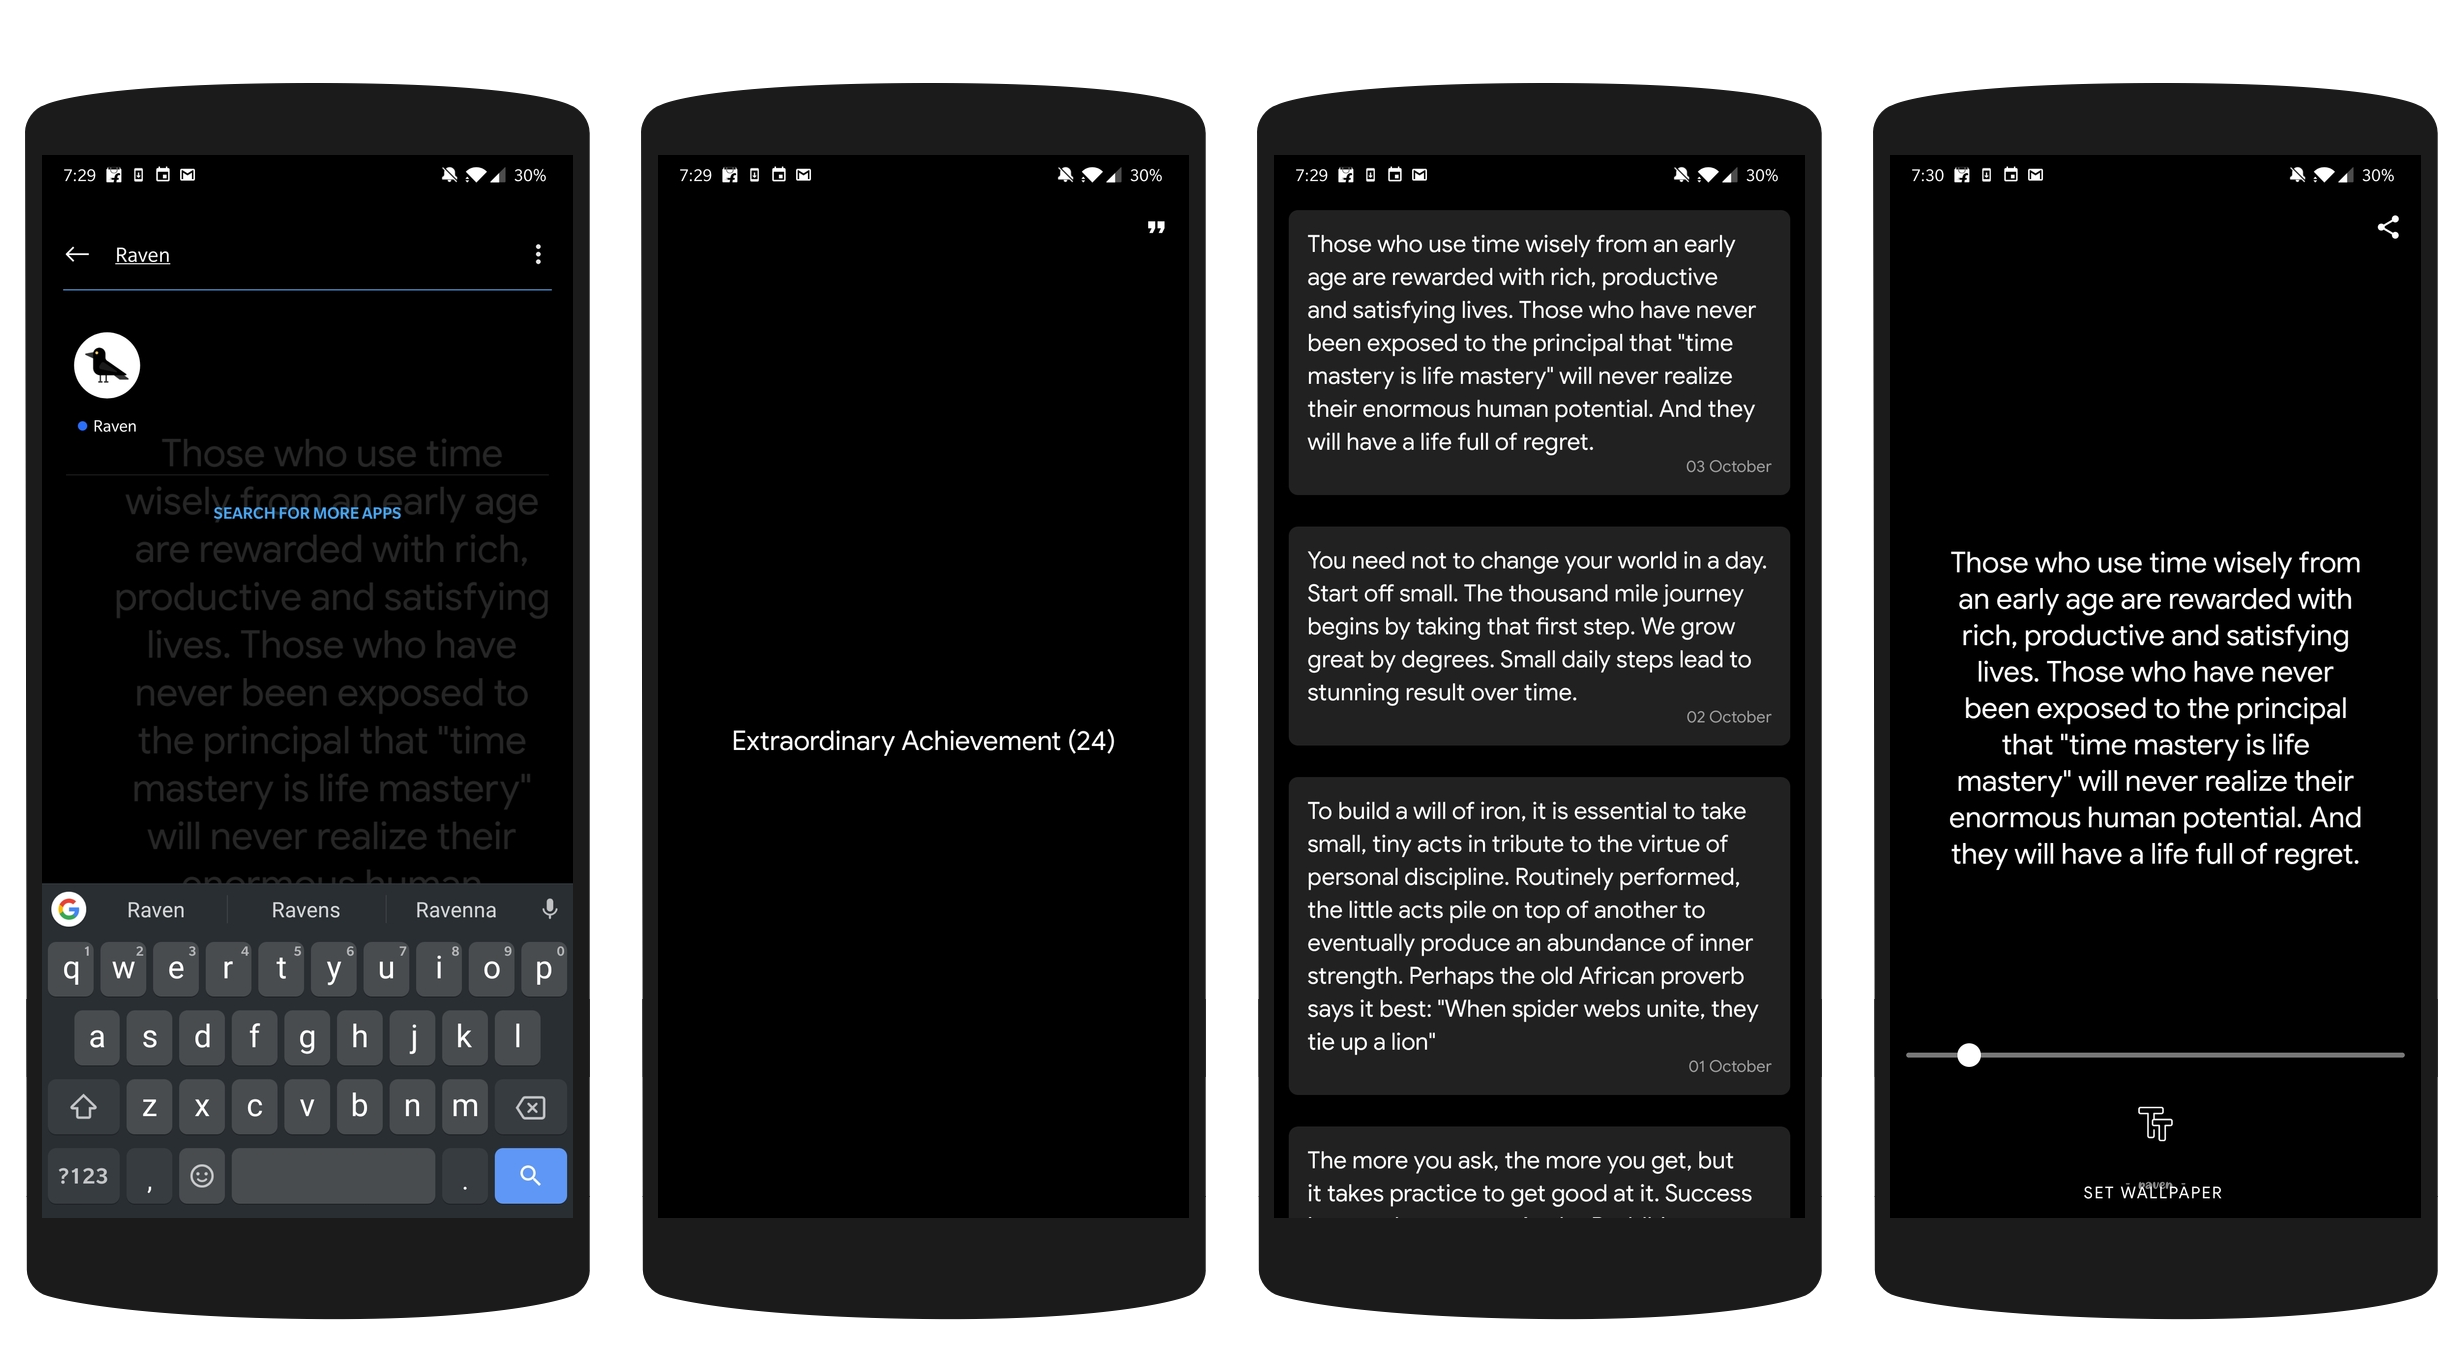 7:29 30%
Raven
Raven
Those who use time
wisely from an early age
SEARCH FOR MORE APPS
are rewarded with rich,
productive and satisfying
lives. Those who have
never been exposed to
the principal that "time
mastery is life mastery"
will never realize their
enormous human
Raven Ravens Ravenna
q1 w2 e3 r4 t5 y6 u7 i8 o9 p0
a s d f g h j k l
z x c v b n m
?123 , .
7:29 30%
Extraordinary Achievement (24)
7:29 30%
Those who use time wisely from an early
age are rewarded with rich, productive
and satisfying lives. Those who have never
been exposed to the principal that "time
mastery is life mastery" will never realize
their enormous human potential. And they
will have a life full of regret.
03 October
You need not to change your world in a day.
Start off small. The thousand mile journey
begins by taking that first step. We grow
great by degrees. Small daily steps lead to
stunning result over time.
02 October
To build a will of iron, it is essential to take
small, tiny acts in tribute to the virtue of
personal discipline. Routinely performed,
the little acts pile on top of another to
eventually produce an abundance of inner
strength. Perhaps the old African proverb
says it best: "When spider webs unite, they
tie up a lion"
01 October
The more you ask, the more you get, but
it takes practice to get good at it. Success
7:30 30%
Those who use time wisely from
an early age are rewarded with
rich, productive and satisfying
lives. Those who have never
been exposed to the principal
that "time mastery is life
mastery" will never realize their
enormous human potential. And
they will have a life full of regret.
TT
- raven -
SET WALLPAPER